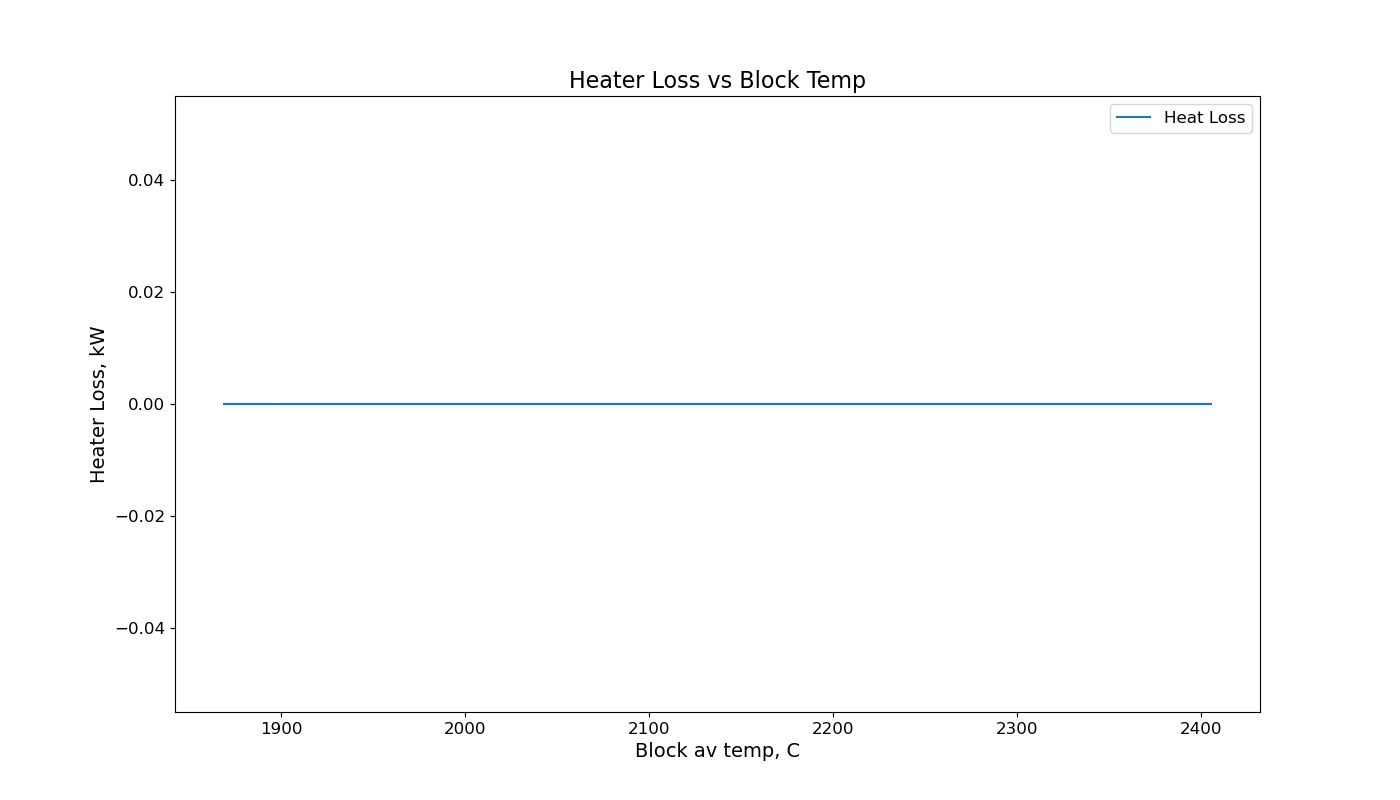 Heater Loss vs Block Temp
Heat Loss
0.04
0.02
0.00
−0.02
−0.04
Heater Loss, kW
1900 2000 2100 2200 2300 2400
Block av temp, C